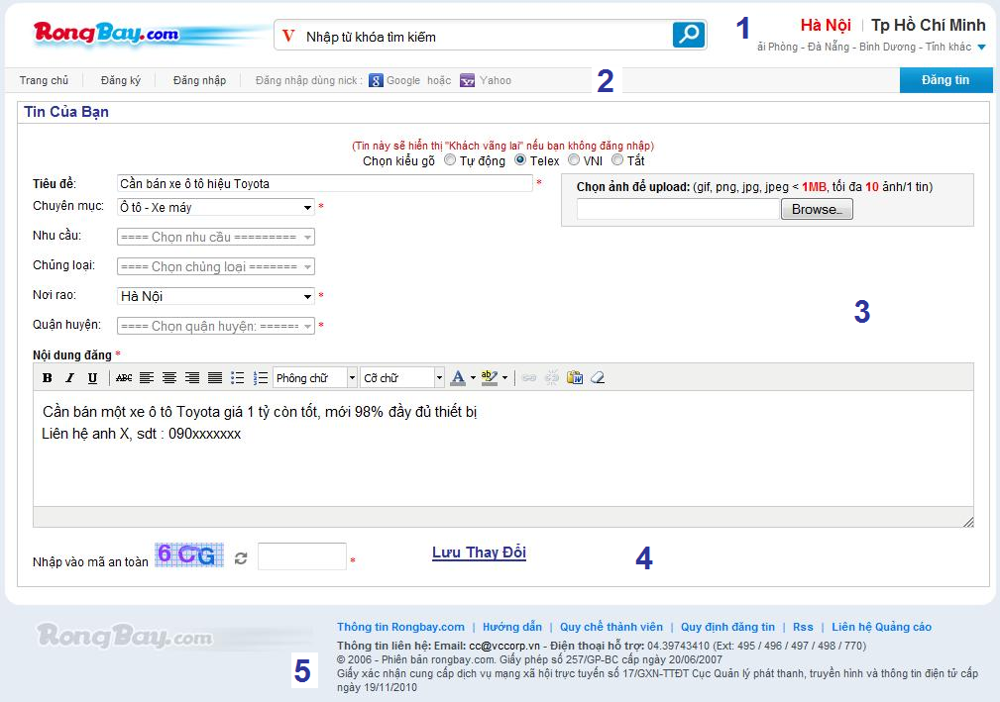 RongBay.com
V Nhập từ khóa tìm kiếm
1
Hà Nội | Tp Hồ Chí Minh
ải Phòng - Đà Nẵng - Bình Dương - Tỉnh khác
Trang chủ | Đăng ký | Đăng nhập | Đăng nhập dùng nick : Google hoặc Yahoo
2
Đăng tin
Tin Của Bạn
(Tin này sẽ hiển thị "Khách vãng lai" nếu bạn không đăng nhập)
Chọn kiểu gõ Tự động Telex VNI Tắt
Tiêu đề: Cần bán xe ô tô hiệu Toyota *
Chọn ảnh để upload: (gif, png, jpg, jpeg < 1MB, tối đa 10 ảnh/1 tin)
Browse...
Chuyên mục: Ô tô - Xe máy *
Nhu cầu: ==== Chọn nhu cầu =========
Chủng loại: ==== Chọn chủng loại =======
Nơi rao: Hà Nội *
3
Quận huyện: ==== Chọn quận huyện: ====== *
Nội dung đăng *
B I U ABC Phông chữ Cỡ chữ A ab
Cần bán một xe ô tô Toyota giá 1 tỷ còn tốt, mới 98% đầy đủ thiết bị
Liên hệ anh X, sdt : 090xxxxxxx
Nhập vào mã an toàn 6CG *
Lưu Thay Đổi
4
RongBay.com
5
Thông tin Rongbay.com | Hướng dẫn | Quy chế thành viên | Quy định đăng tin | Rss | Liên hệ Quảng cáo
Thông tin liên hệ: Email: cc@vccorp.vn - Điện thoại hỗ trợ: 04.39743410 (Ext: 495 / 496 / 497 / 498 / 770)
© 2006 - Phiên bản rongbay.com. Giấy phép số 257/GP-BC cấp ngày 20/06/2007
Giấy xác nhận cung cấp dịch vụ mạng xã hội trực tuyến số 17/GXN-TTĐT Cục Quản lý phát thanh, truyền hình và thông tin điện tử cấp
ngày 19/11/2010